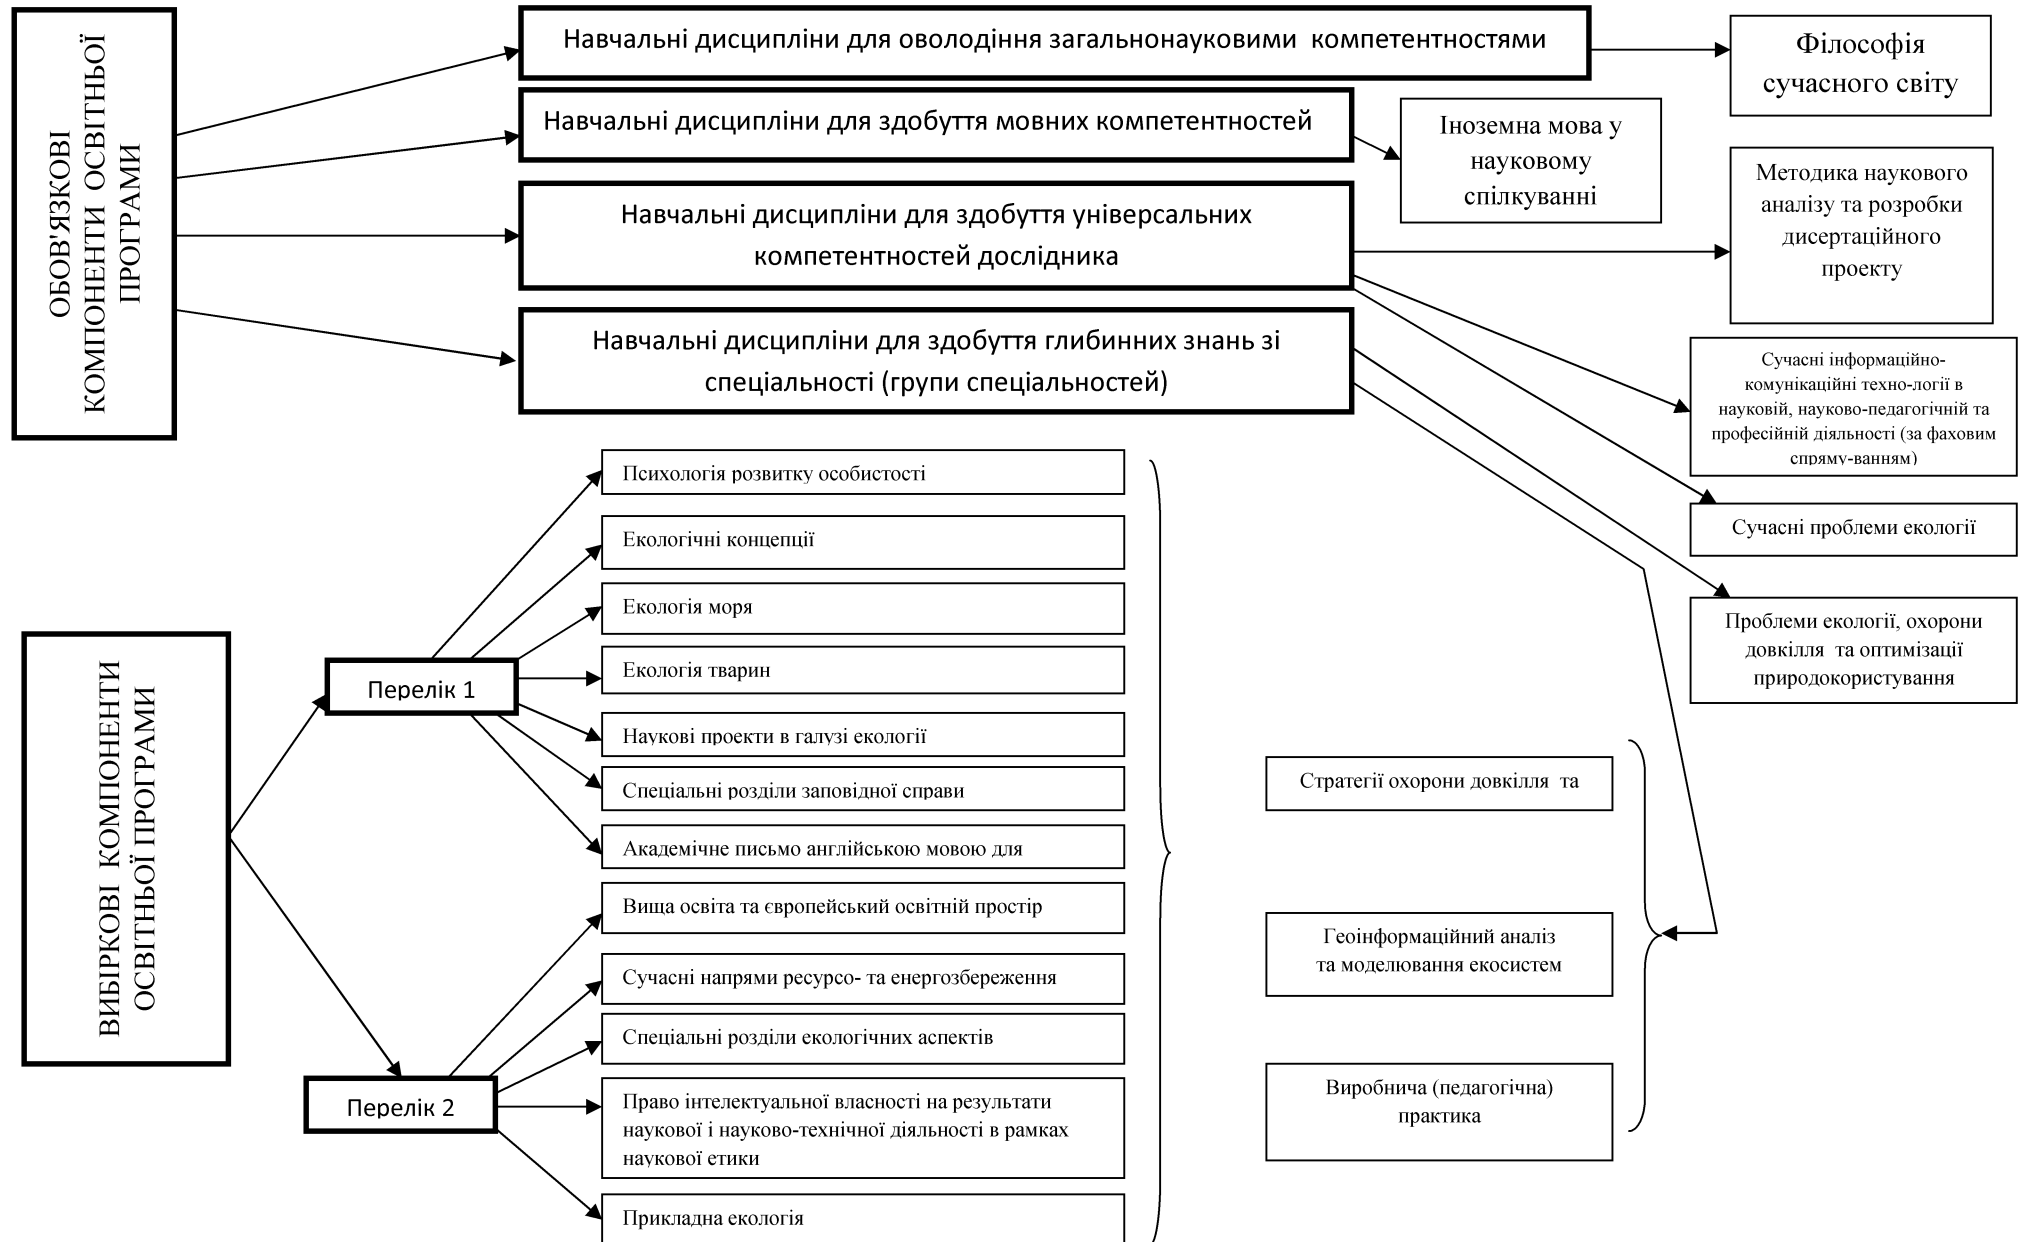 ОБОВ'ЯЗКОВІ
КОМПІОНЕНТИ ОСВІТНЬОЇ
ПРОГРАМИ
Навчальні дисципліни для оволодіння загальнонауковими компетентностями
Філософія
сучасного світу
Навчальні дисципліни для здобуття мовних компетентностей
Іноземна мова у
науковому
спілкуванні
Навчальні дисципліни для здобуття універсальних
компетентностей дослідника
Методика наукового
аналізу та розробки
дисертаційного
проекту
Навчальні дисципліни для здобуття глибинних знань зі
спеціальності (групи спеціальностей)
Сучасні інформаційно-
комунікаційні техно-логії в
науковій, науково-педагогічній та
професійній діяльності (за фаховим
спряму-ванням)
Сучасні проблеми екології
Проблеми екології, охорони
довкілля та оптимізації
природокористування
ВИБІРКОВІ КОМПІОНЕНТИ
ОСВІТНЬОЇ ПРОГРАМИ
Перелік 1
Психологія розвитку особистості
Екологічні концепції
Екологія моря
Екологія тварин
Наукові проекти в галузі екології
Спеціальні розділи заповідної справи
Академічне письмо англійською мовою для
Перелік 2
Вища освіта та європейський освітній простір
Сучасні напрями ресурсо- та енергозбереження
Спеціальні розділи екологічних аспектів
Право інтелектуальної власності на результати
наукової і науково-технічної діяльності в рамках
наукової етики
Прикладна екологія
Стратегії охорони довкілля та
Геоінформаційний аналіз
та моделювання екосистем
Виробнича (педагогічна)
практика